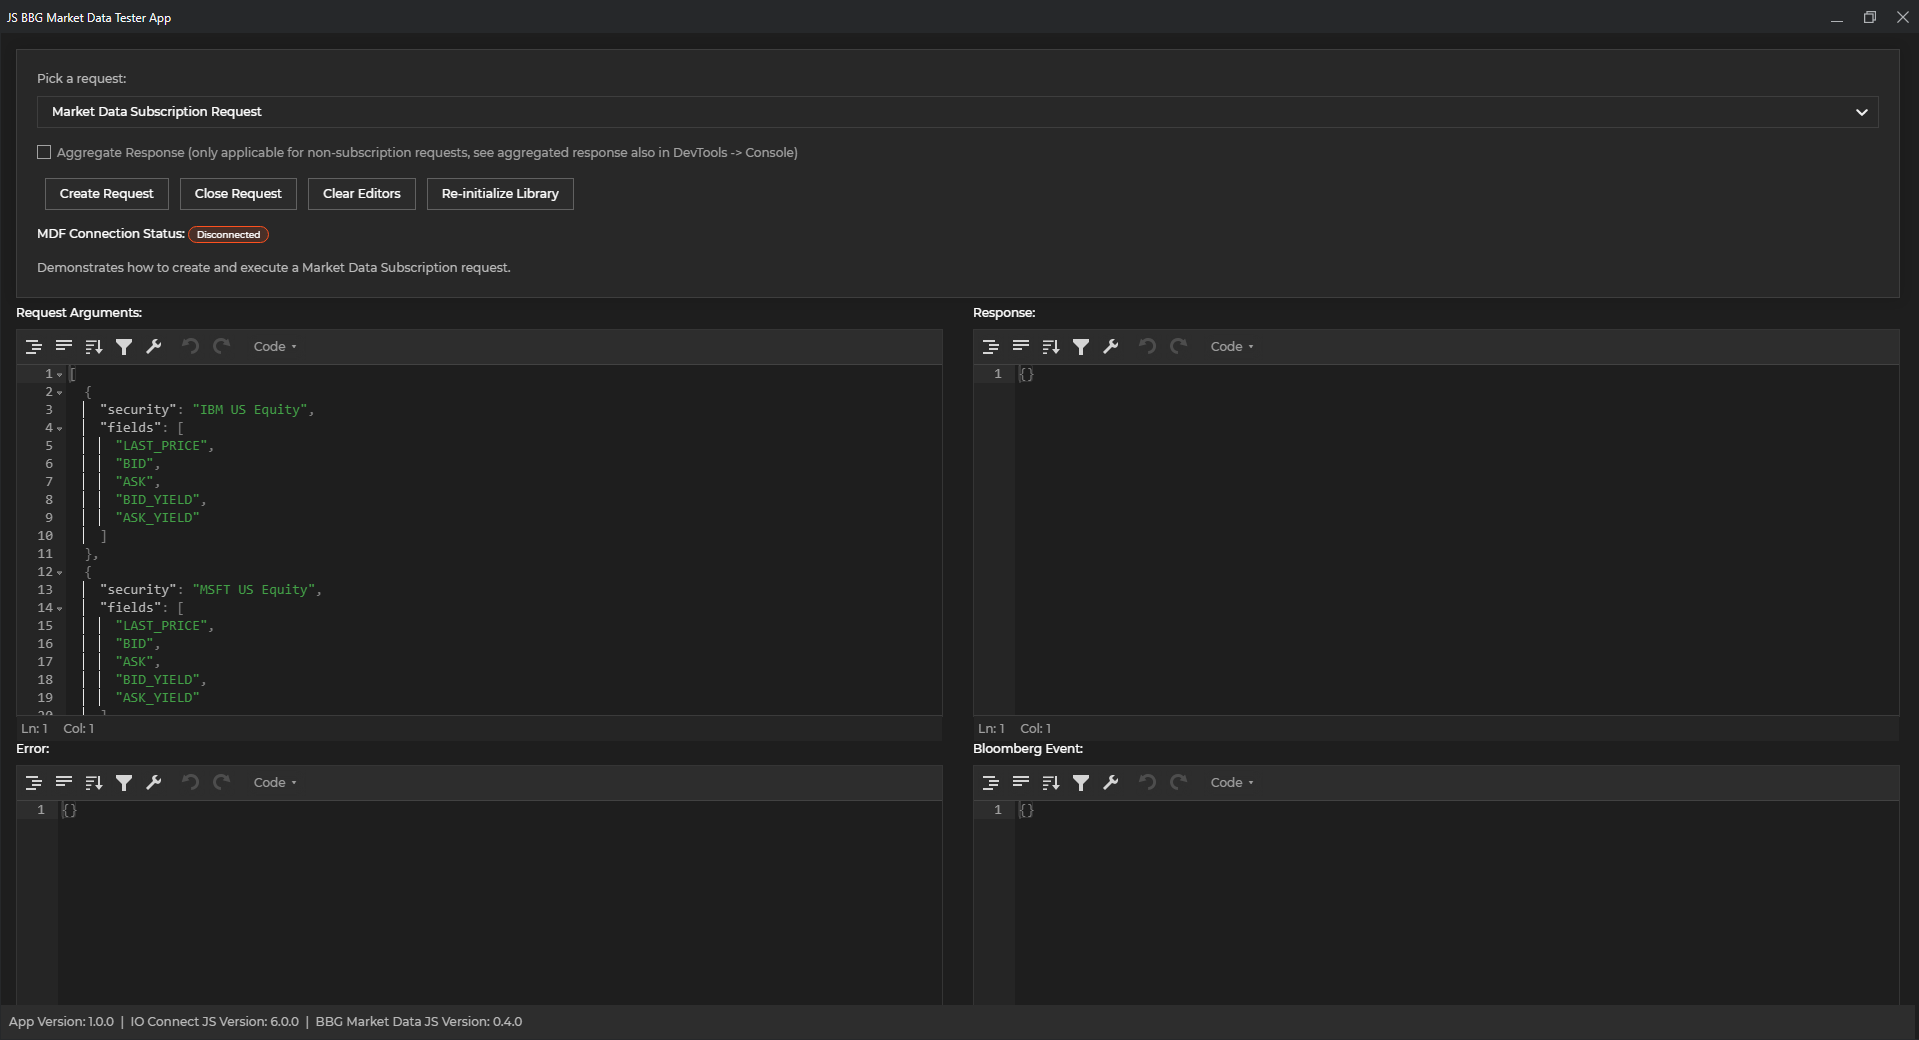 JS BBG Market Data Tester App
Pick a request:
Market Data Subscription Request
Aggregate Response (only applicable for non-subscription requests, see aggregated response also in DevTools -> Console)
Create Request
Close Request
Clear Editors
Re-initialize Library
MDF Connection Status: Disconnected
Demonstrates how to create and execute a Market Data Subscription request.
Request Arguments:
Code
1 [
2 {
3 "security": "IBM US Equity",
4 "fields": [
5 "LAST_PRICE",
6 "BID",
7 "ASK",
8 "BID_YIELD",
9 "ASK_YIELD"
10 ]
11 },
12 {
13 "security": "MSFT US Equity",
14 "fields": [
15 "LAST_PRICE",
16 "BID",
17 "ASK",
18 "BID_YIELD",
19 "ASK_YIELD"
20 ]
Ln: 1 Col: 1
Response:
Code
1 {}
Ln: 1 Col: 1
Error:
Code
1 {}
Bloomberg Event:
Code
1 {}
App Version: 1.0.0 | IO Connect JS Version: 6.0.0 | BBG Market Data JS Version: 0.4.0